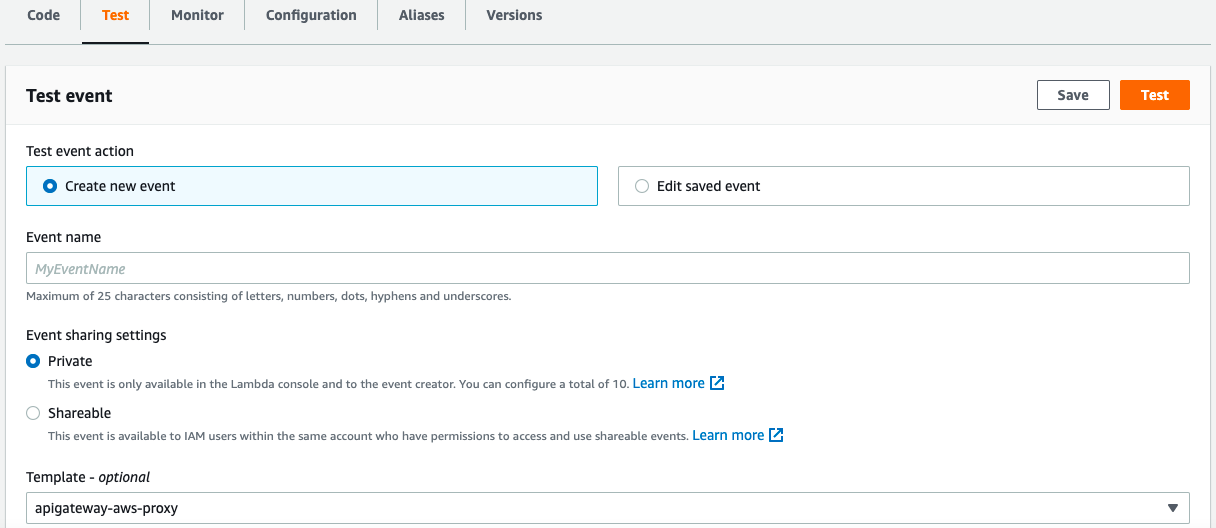 Code Test Monitor Configuration Aliases Versions
Test event Save Test
Test event action
Create new event Edit saved event
Event name
MyEventName
Maximum of 25 characters consisting of letters, numbers, dots, hyphens and underscores.
Event sharing settings
Private
This event is only available in the Lambda console and to the event creator. You can configure a total of 10. Learn more
Shareable
This event is available to IAM users within the same account who have permissions to access and use shareable events. Learn more
Template - optional
apigateway-aws-proxy